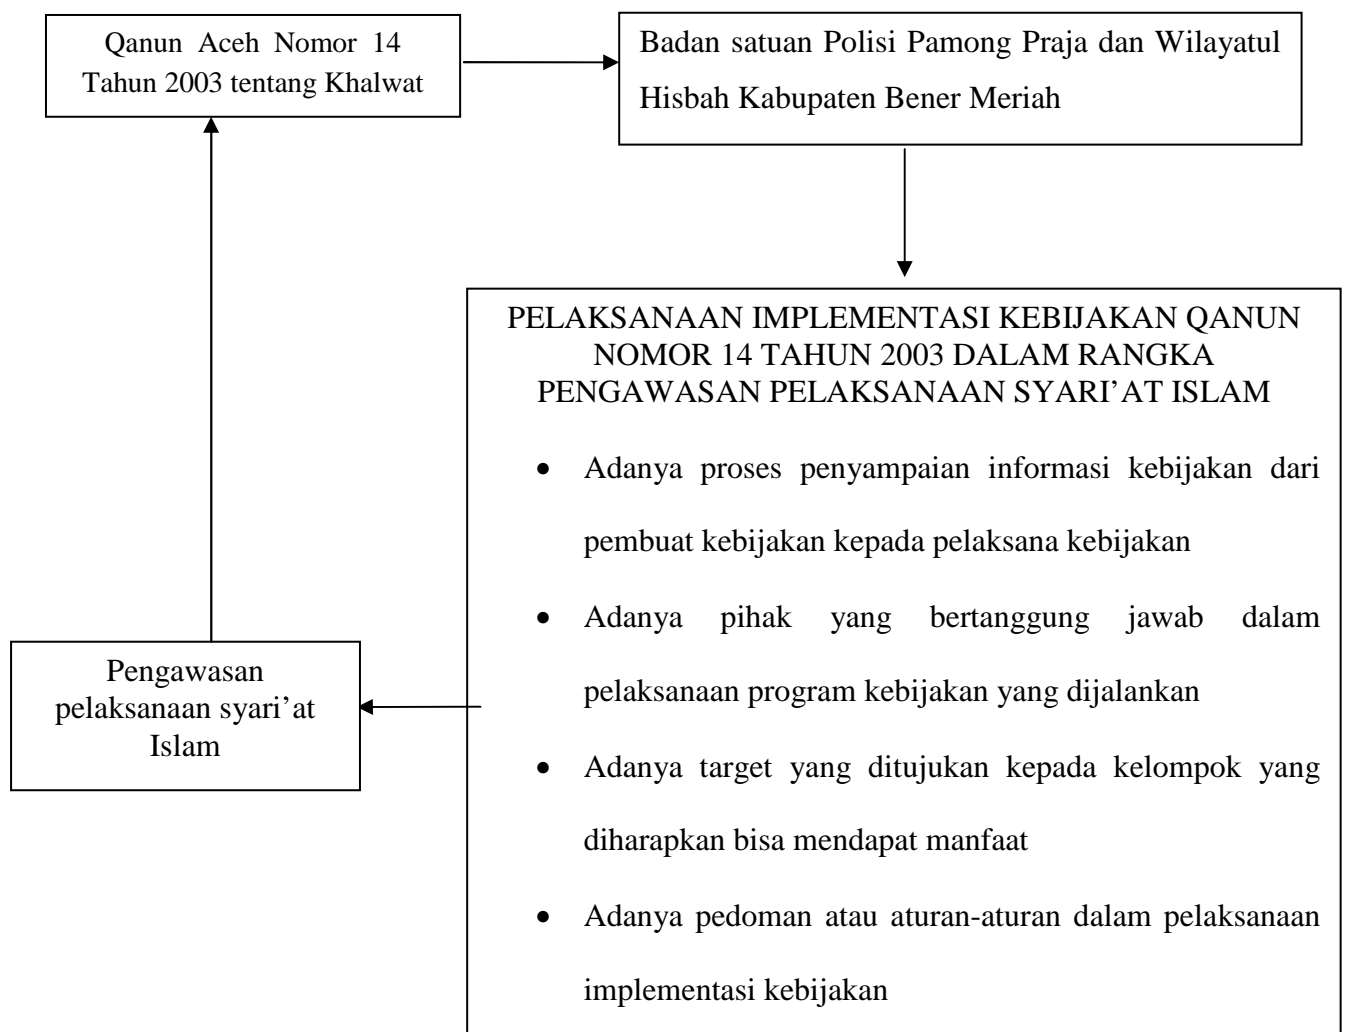 Qanun Aceh Nomor 14
Tahun 2003 tentang Khalwat
Badan satuan Polisi Pamong Praja dan Wilayatul
Hisbah Kabupaten Bener Meriah
PELAKSANAAN IMPLEMENTASI KEBIJAKAN QANUN
NOMOR 14 TAHUN 2003 DALAM RANGKA
PENGAWASAN PELAKSANAAN SYARI’AT ISLAM
• Adanya proses penyampaian informasi kebijakan dari
pembuat kebijakan kepada pelaksana kebijakan
• Adanya pihak yang bertanggung jawab dalam
pelaksanaan program kebijakan yang dijalankan
• Adanya target yang ditujukan kepada kelompok yang
diharapkan bisa mendapat manfaat
• Adanya pedoman atau aturan-aturan dalam pelaksanaan
implementasi kebijakan
Pengawasan
pelaksanaan syari’at
Islam